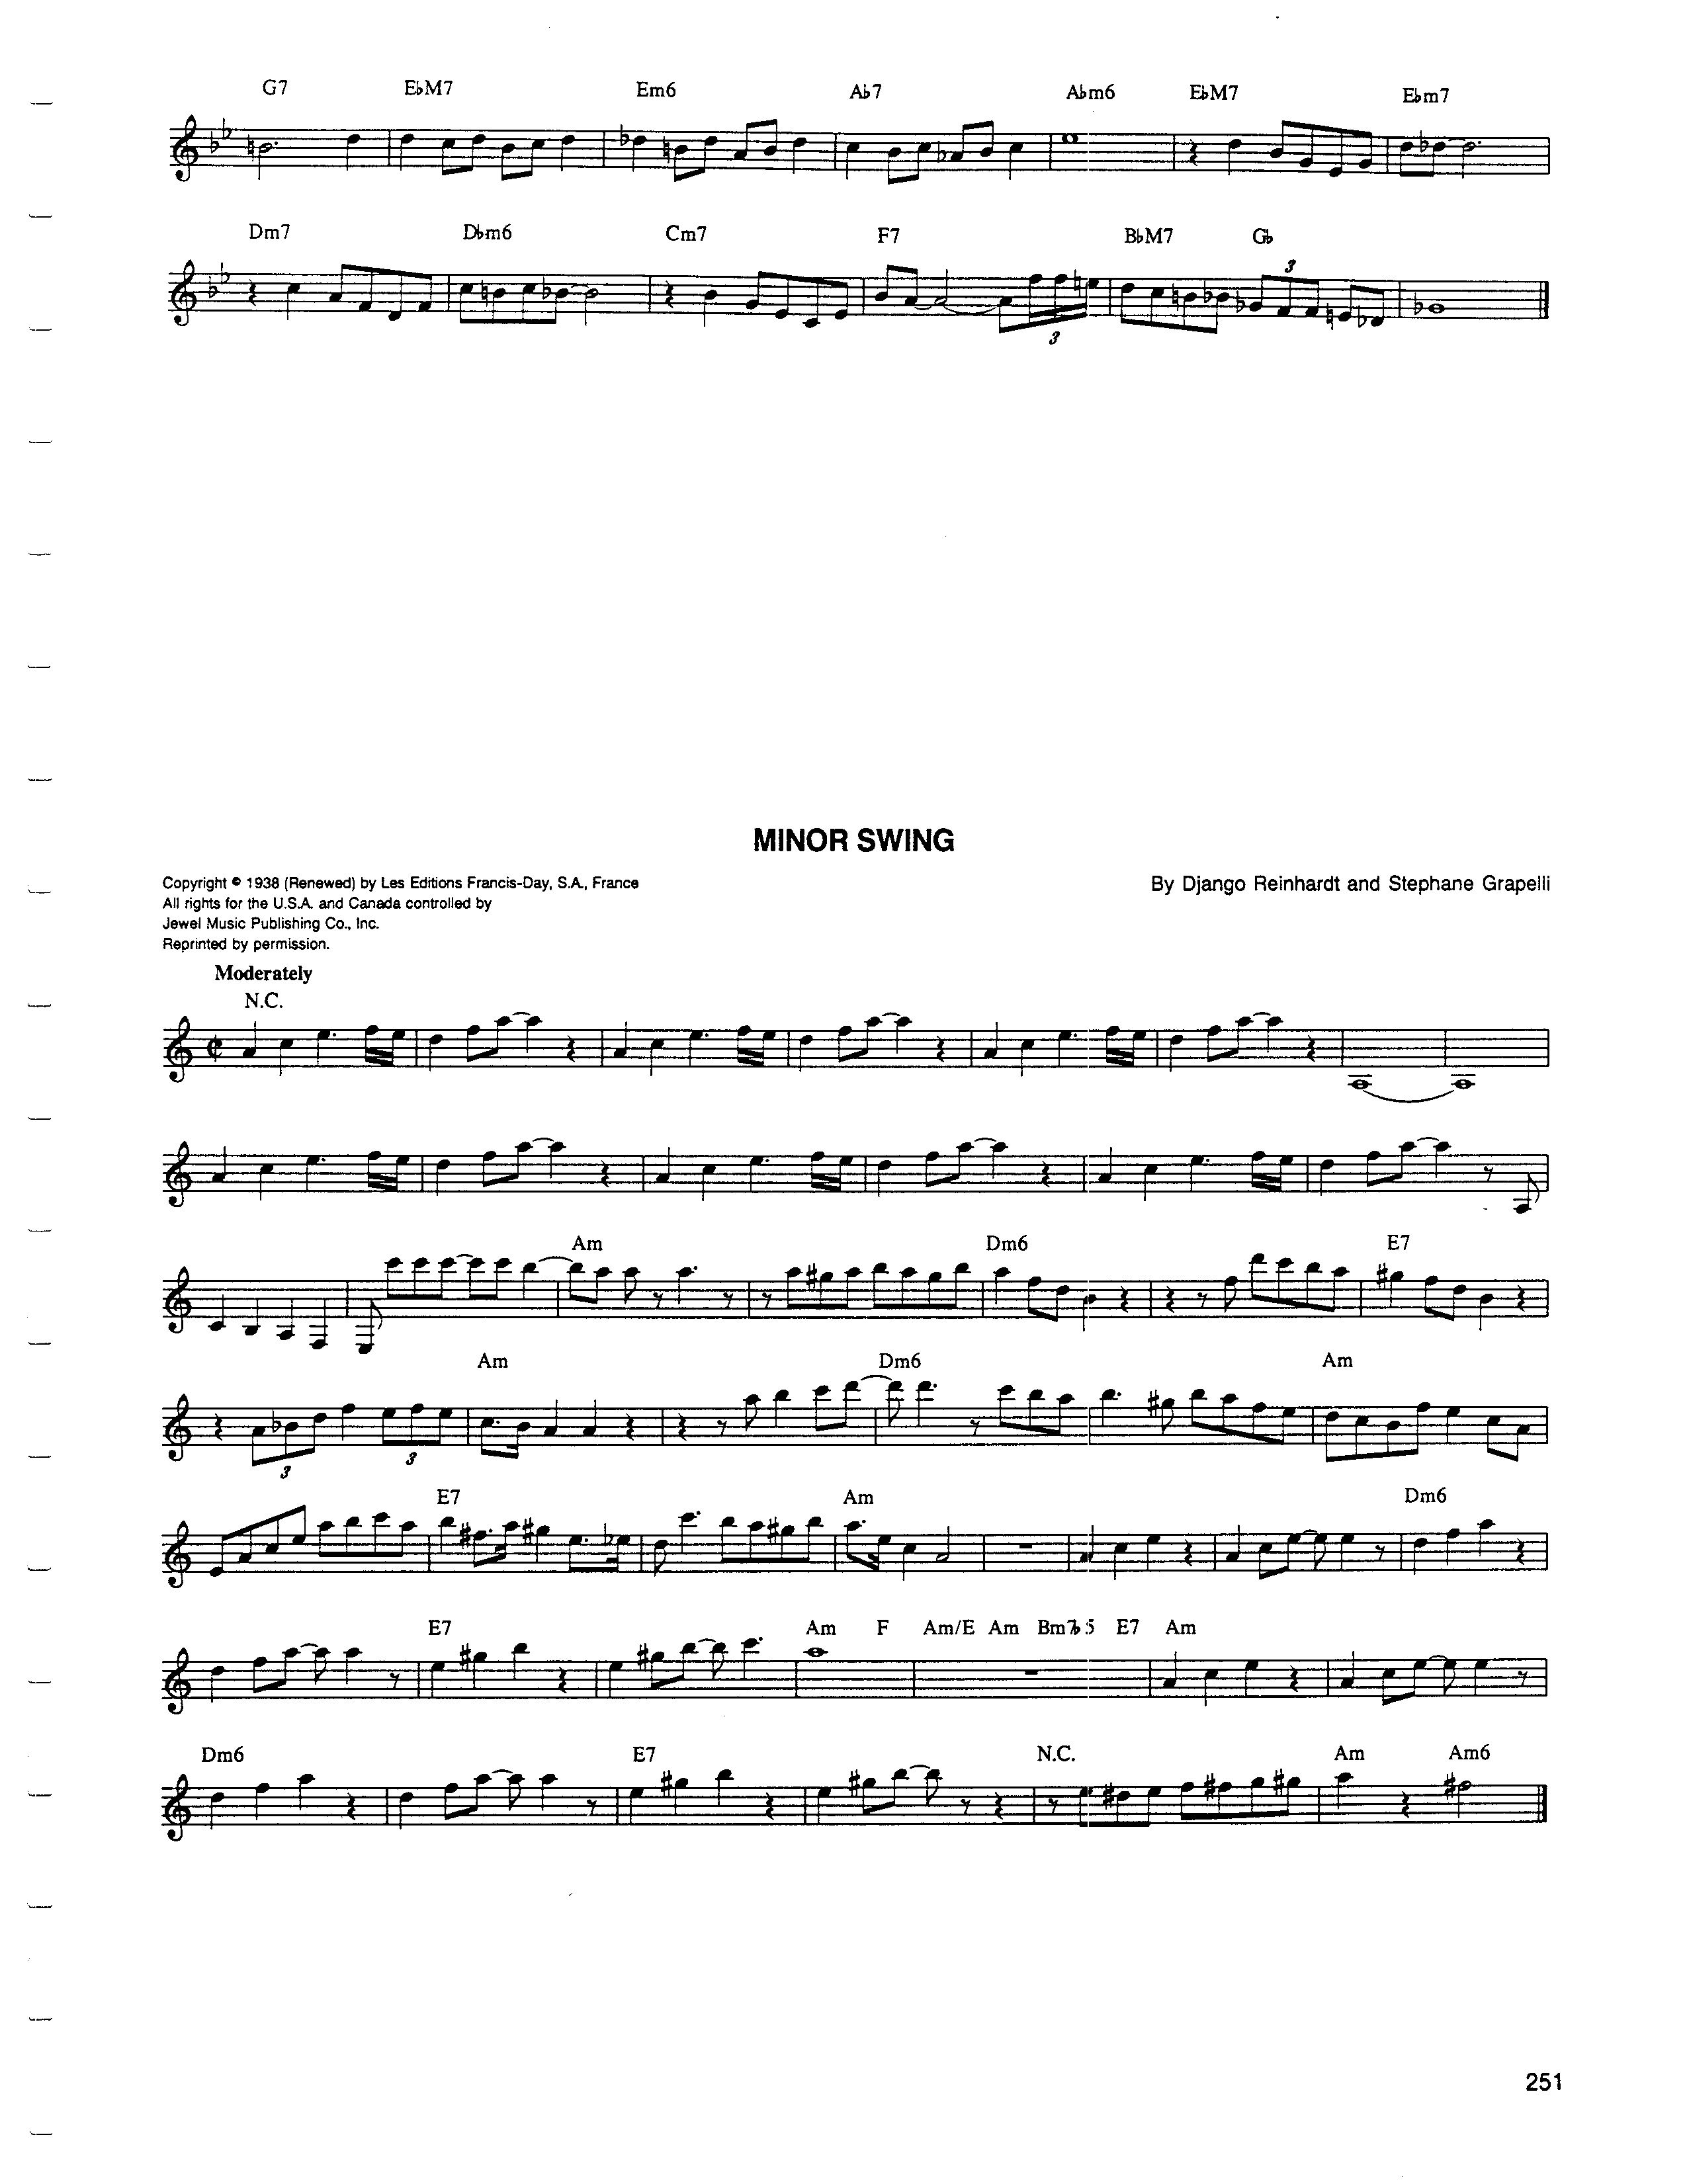 G7 E♭M7 Em6 A♭7 A♭m6 E♭M7 E♭m7
Dm7 D♭m6 Cm7 F7 B♭M7 G♭
3
3
MINOR SWING
Copyright © 1938 (Renewed) by Les Editions Francis-Day, S.A., France
By Django Reinhardt and Stephane Grapelli
All rights for the U.S.A. and Canada controlled by
Jewel Music Publishing Co., Inc.
Reprinted by permission.
Moderately
N.C.
Am Dm6 E7
Am Dm6 Am
3 3
E7 Am Dm6
E7 Am F Am/E Am Bm7♭5 E7 Am
Dm6 E7 N.C. Am Am6
251